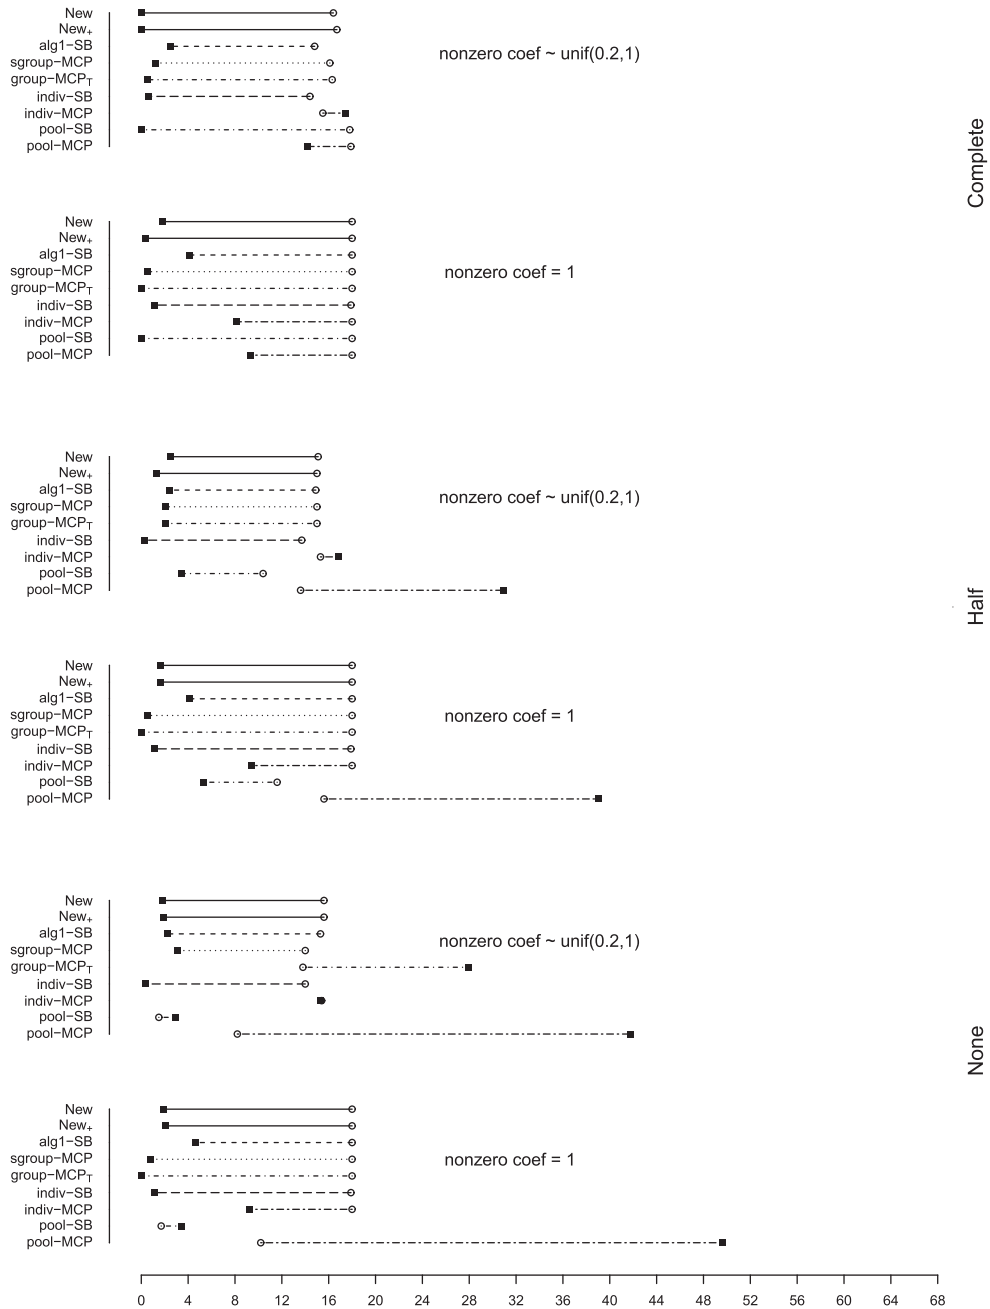 New
New+
alg1−SB
sgroup−MCP
group−MCPT
indiv−SB
indiv−MCP
pool−SB
pool−MCP
nonzero coef ~ unif(0.2,1)
Complete
New
New+
alg1−SB
sgroup−MCP
group−MCPT
indiv−SB
indiv−MCP
pool−SB
pool−MCP
nonzero coef = 1
New
New+
alg1−SB
sgroup−MCP
group−MCPT
indiv−SB
indiv−MCP
pool−SB
pool−MCP
nonzero coef ~ unif(0.2,1)
Half
New
New+
alg1−SB
sgroup−MCP
group−MCPT
indiv−SB
indiv−MCP
pool−SB
pool−MCP
nonzero coef = 1
New
New+
alg1−SB
sgroup−MCP
group−MCPT
indiv−SB
indiv−MCP
pool−SB
pool−MCP
nonzero coef ~ unif(0.2,1)
None
New
New+
alg1−SB
sgroup−MCP
group−MCPT
indiv−SB
indiv−MCP
pool−SB
pool−MCP
nonzero coef = 1
0 4 8 12 16 20 24 28 32 36 40 44 48 52 56 60 64 68